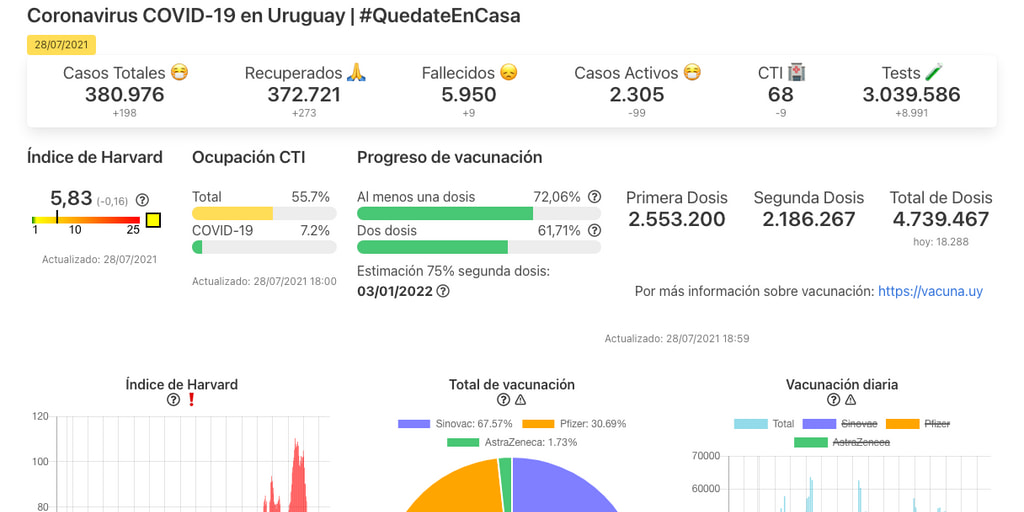 Coronavirus COVID-19 en Uruguay | #QuedateEnCasa
28/07/2021
Casos Totales 😷 Recuperados 🙏 Fallecidos 😞 Casos Activos 😷 CTI 🏥 Tests 🧪
380.976 372.721 5.950 2.305 68 3.039.586
+198 +273 +9 -99 -9 +8.991
Índice de Harvard Ocupación CTI Progreso de vacunación
5,83 (-0,16)
1 10 25
Actualizado: 28/07/2021
Total 55.7%
COVID-19 7.2%
Actualizado: 28/07/2021 18:00
Al menos una dosis 72,06%
Dos dosis 61,71%
Estimación 75% segunda dosis:
03/01/2022
Primera Dosis Segunda Dosis Total de Dosis
2.553.200 2.186.267 4.739.467
hoy: 18.288
Por más información sobre vacunación: https://vacuna.uy
Actualizado: 28/07/2021 18:59
Índice de Harvard
120
100
80
Total de vacunación
Sinovac: 67.57% Pfizer: 30.69%
AstraZeneca: 1.73%
Vacunación diaria
Total Sinovac Pfizer
AstraZeneca
70000
60000